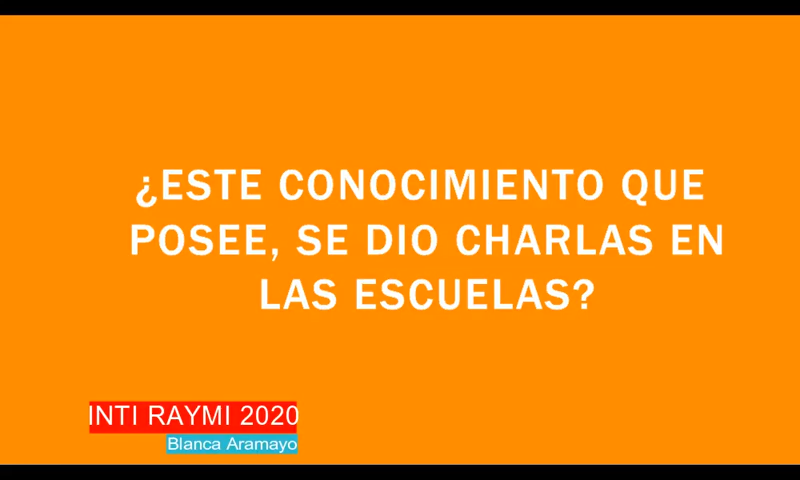 ¿ESTE CONOCIMIENTO QUE
POSEE, SE DIO CHARLAS EN
LAS ESCUELAS?
INTI RAYMI 2020
Blanca Aramayo